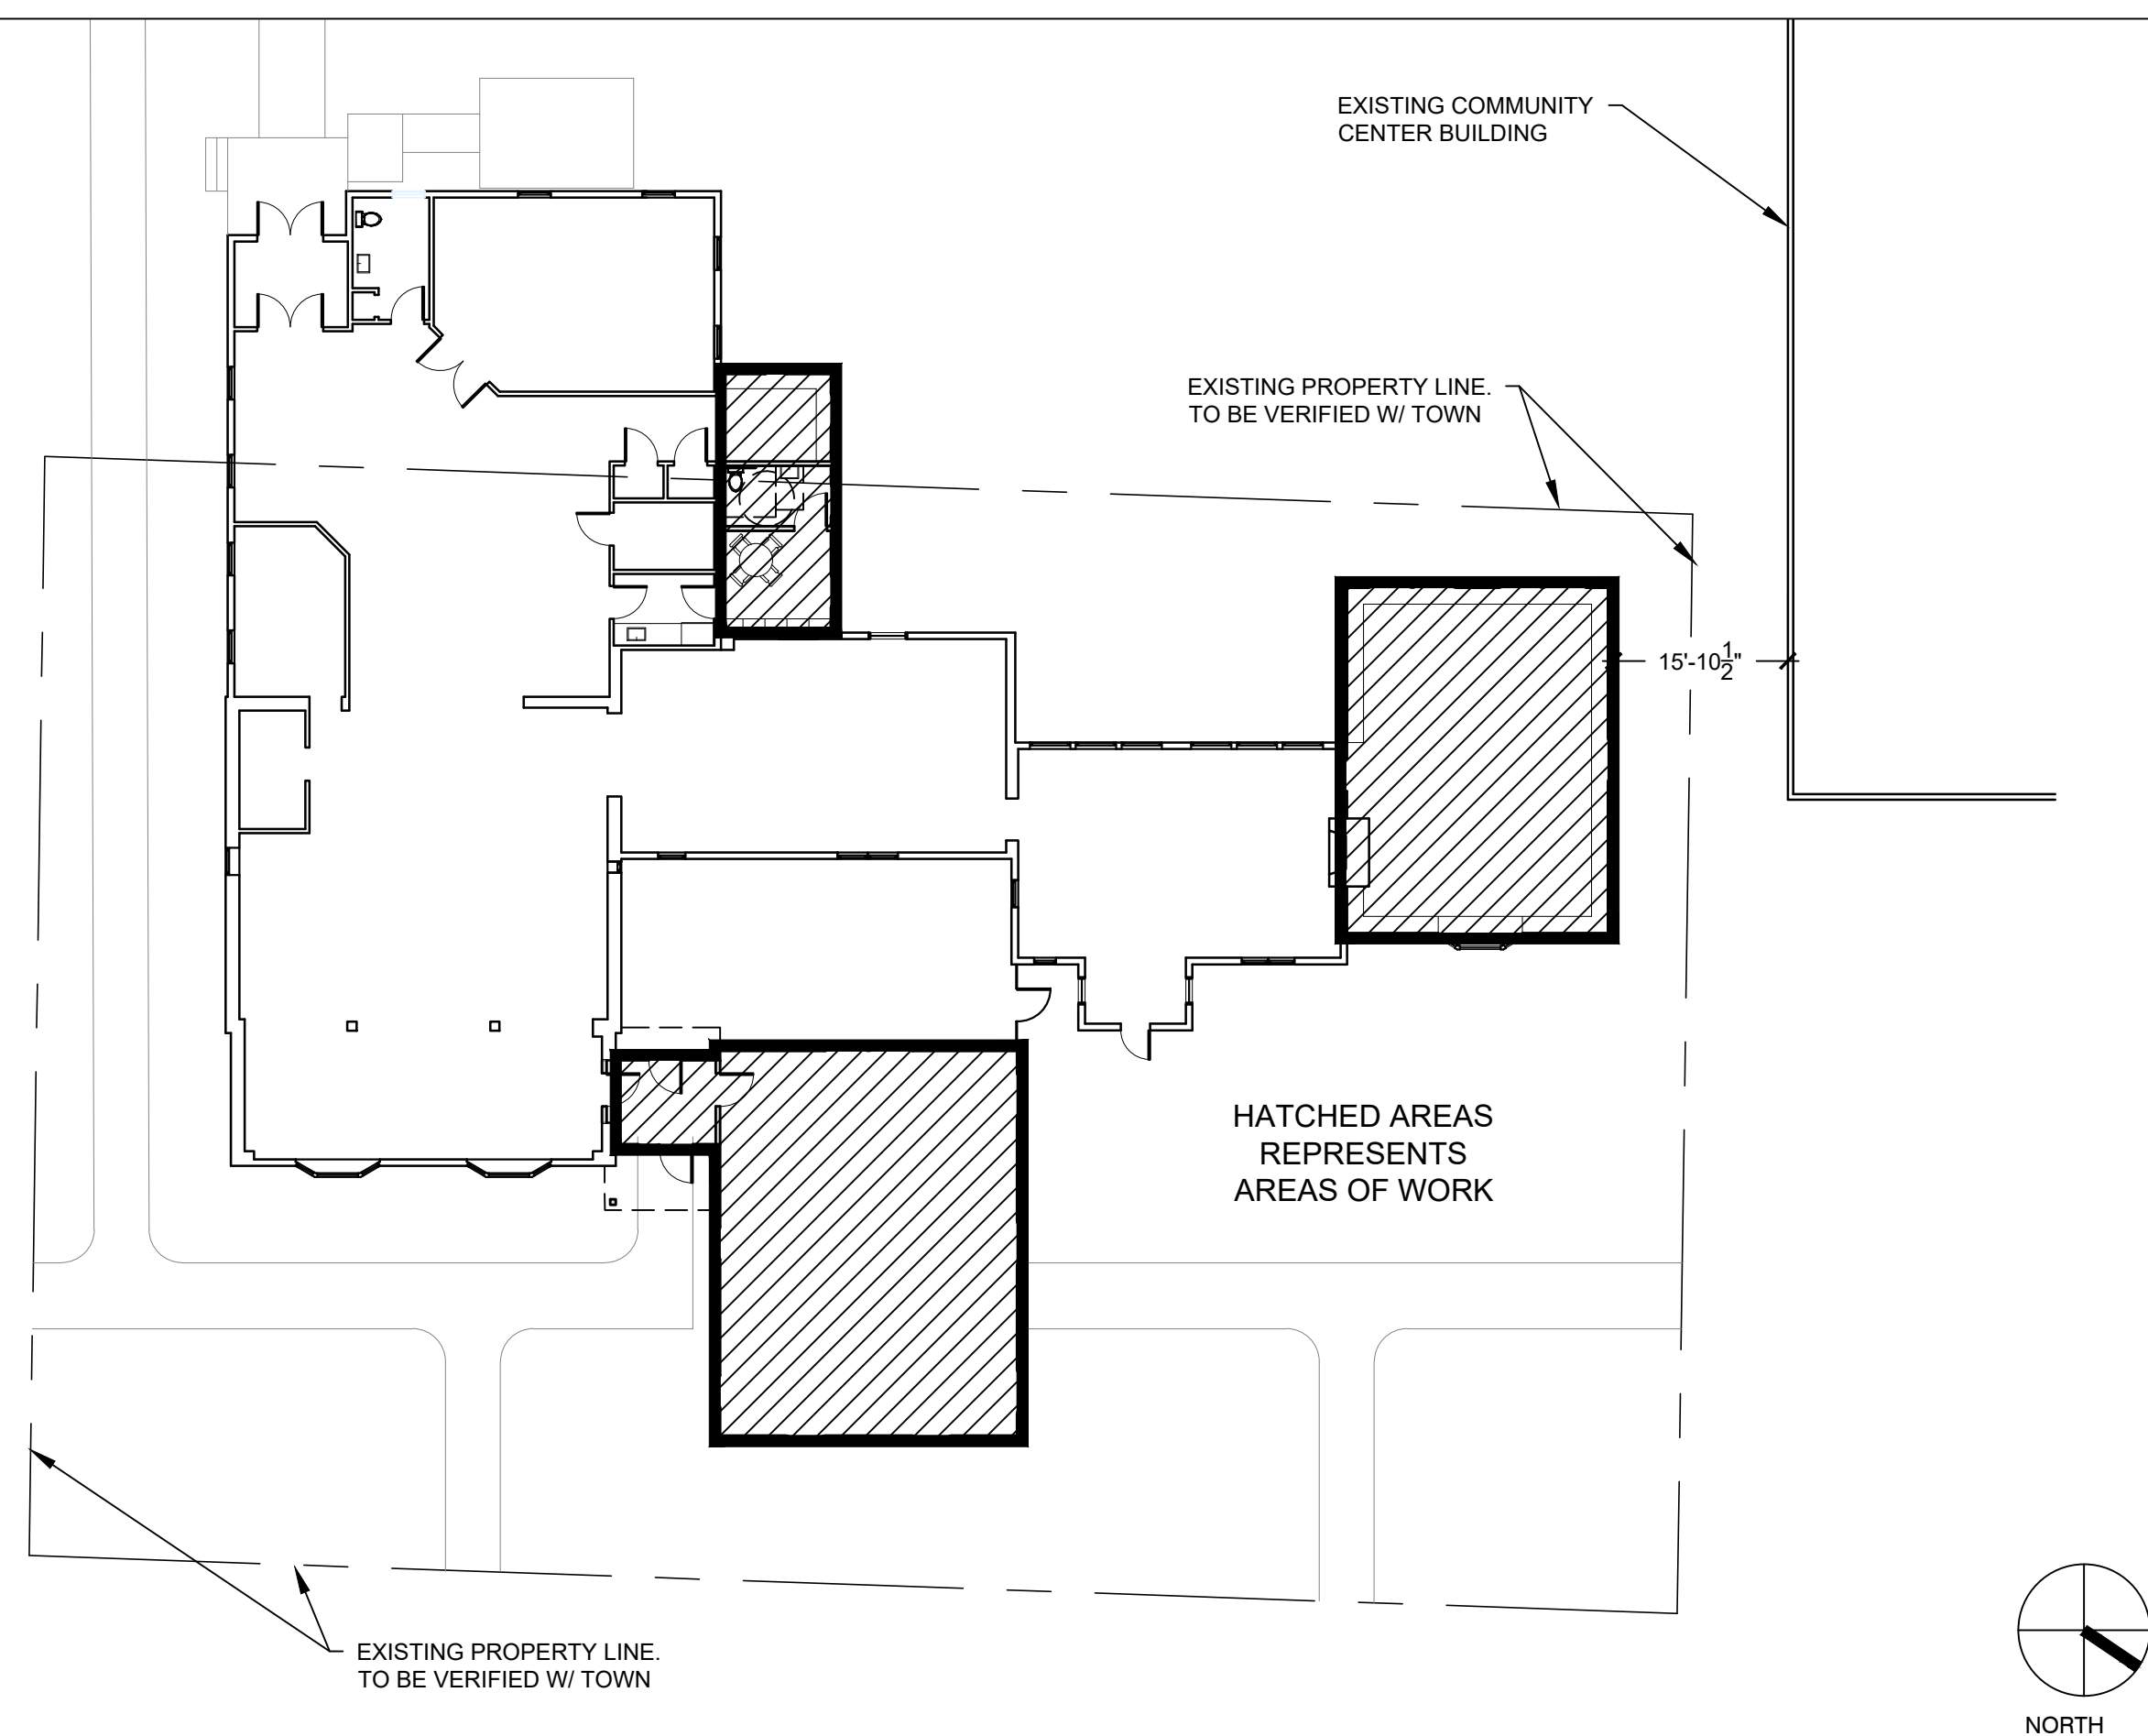 EXISTING COMMUNITY
CENTER BUILDING
EXISTING PROPERTY LINE.
TO BE VERIFIED W/ TOWN
15'-10 1/2"
HATCHED AREAS
REPRESENTS
AREAS OF WORK
EXISTING PROPERTY LINE.
TO BE VERIFIED W/ TOWN
NORTH